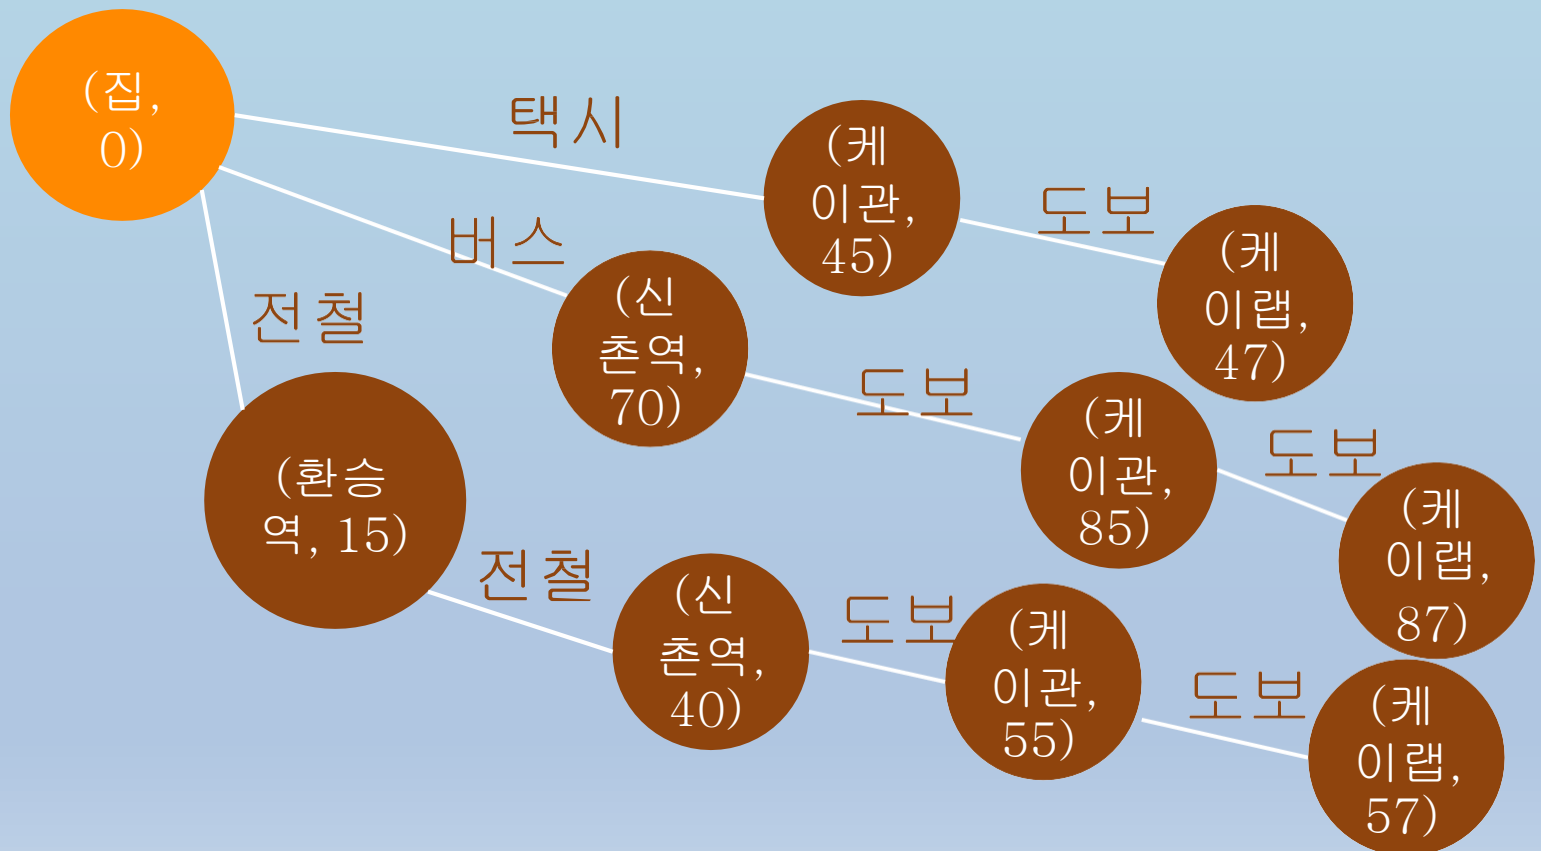 (집,
0)
택시
(케
이관,
45)
도보
(케
이랩,
47)
버스
(신
촌역,
70)
도보
(케
이관,
85)
도보
(케
이랩,
87)
전철
(환승
역, 15)
전철
(신
촌역,
40)
도보
(케
이관,
55)
도보
(케
이랩,
57)